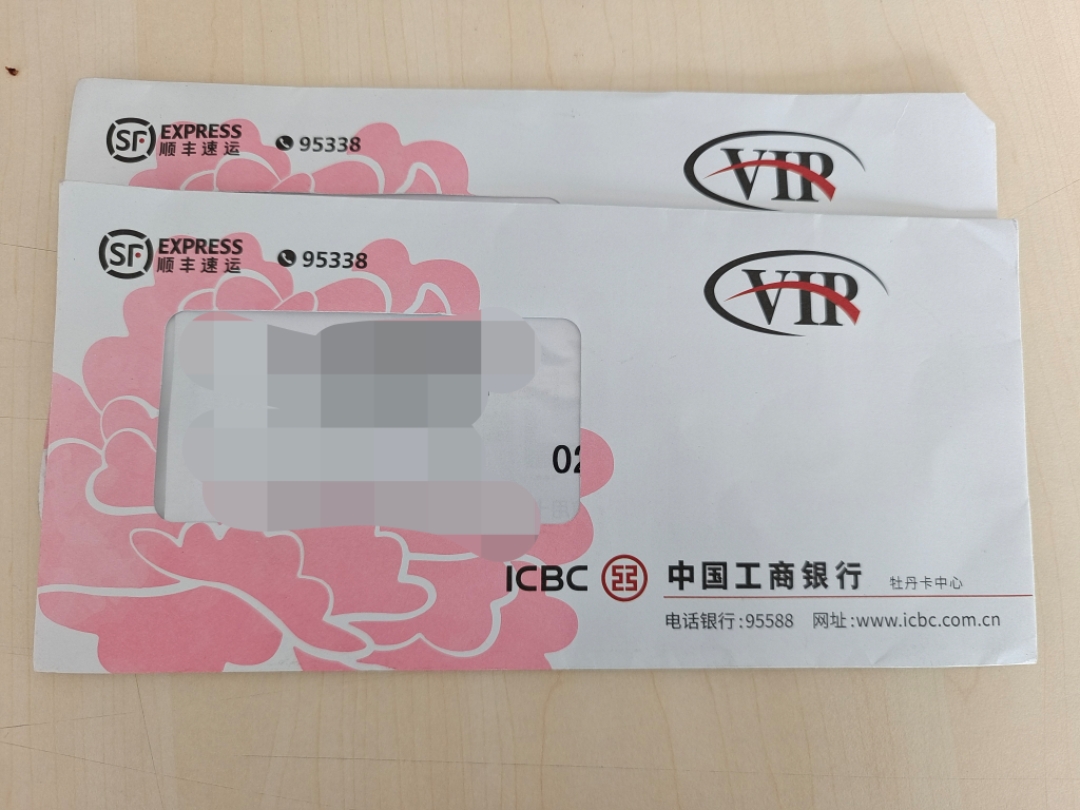 SF EXPRESS
顺丰速运
95338
VIP
SF EXPRESS
顺丰速运
95338
VIP
02
ICBC 中国工商银行 牡丹卡中心
电话银行:95588 网址:www.icbc.com.cn